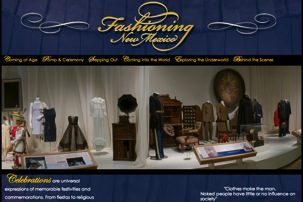 Fashioning
New Mexico
Coming of Age Pomp & Ceremony Stepping Out Coming into the World Exploring the Underworld Behind the Scenes
Celebrations are universal
expressions of memorable festivities and
commemorations. From fiestas to religious
"Clothes make the man.
Naked people have little or no influence on
society"